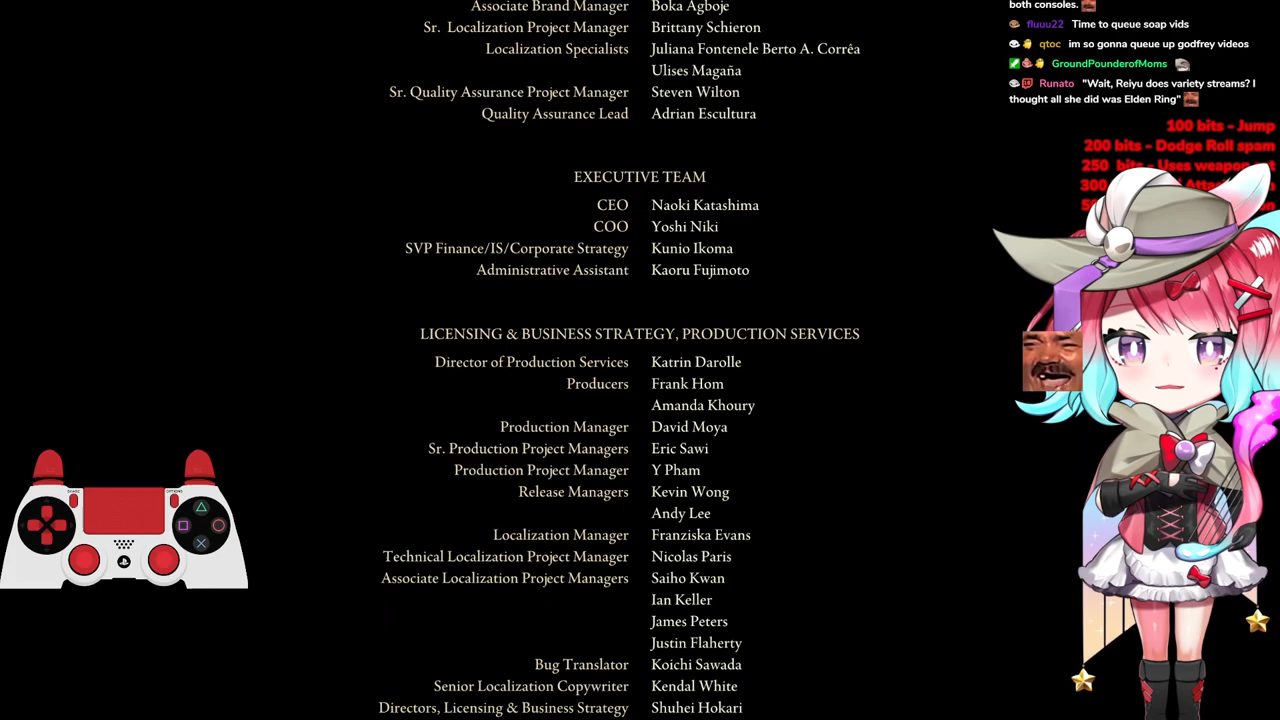 Associate Brand Manager Boka Agboje
Sr. Localization Project Manager Brittany Schieron
Localization Specialists Juliana Fontenele Berto A. Corrêa
Ulises Magaña
Sr. Quality Assurance Project Manager Steven Wilton
Quality Assurance Lead Adrian Escultura
EXECUTIVE TEAM
CEO Naoki Katashima
COO Yoshi Niki
SVP Finance/IS/Corporate Strategy Kunio Ikoma
Administrative Assistant Kaoru Fujimoto
LICENSING & BUSINESS STRATEGY, PRODUCTION SERVICES
Director of Production Services Katrin Darolle
Producers Frank Hom
Amanda Khoury
Production Manager David Moya
Sr. Production Project Managers Eric Sawi
Production Project Manager Y Pham
Release Managers Kevin Wong
Andy Lee
Localization Manager Franziska Evans
Technical Localization Project Manager Nicolas Paris
Associate Localization Project Managers Saiho Kwan
Ian Keller
James Peters
Justin Flaherty
Bug Translator Koichi Sawada
Senior Localization Copywriter Kendal White
Directors, Licensing & Business Strategy Shuhei Hokari
both consoles.
fluuu22 Time to queue soap vids
qtoc im so gonna queue up godfrey videos
GroundPounderofMoms
Runato "Wait, Reiyu does variety streams? I
thought all she did was Elden Ring"
100 bits - Jump
200 bits - Dodge Roll spam
250 bits - Uses weapon
300
SHARE
OPTIONS